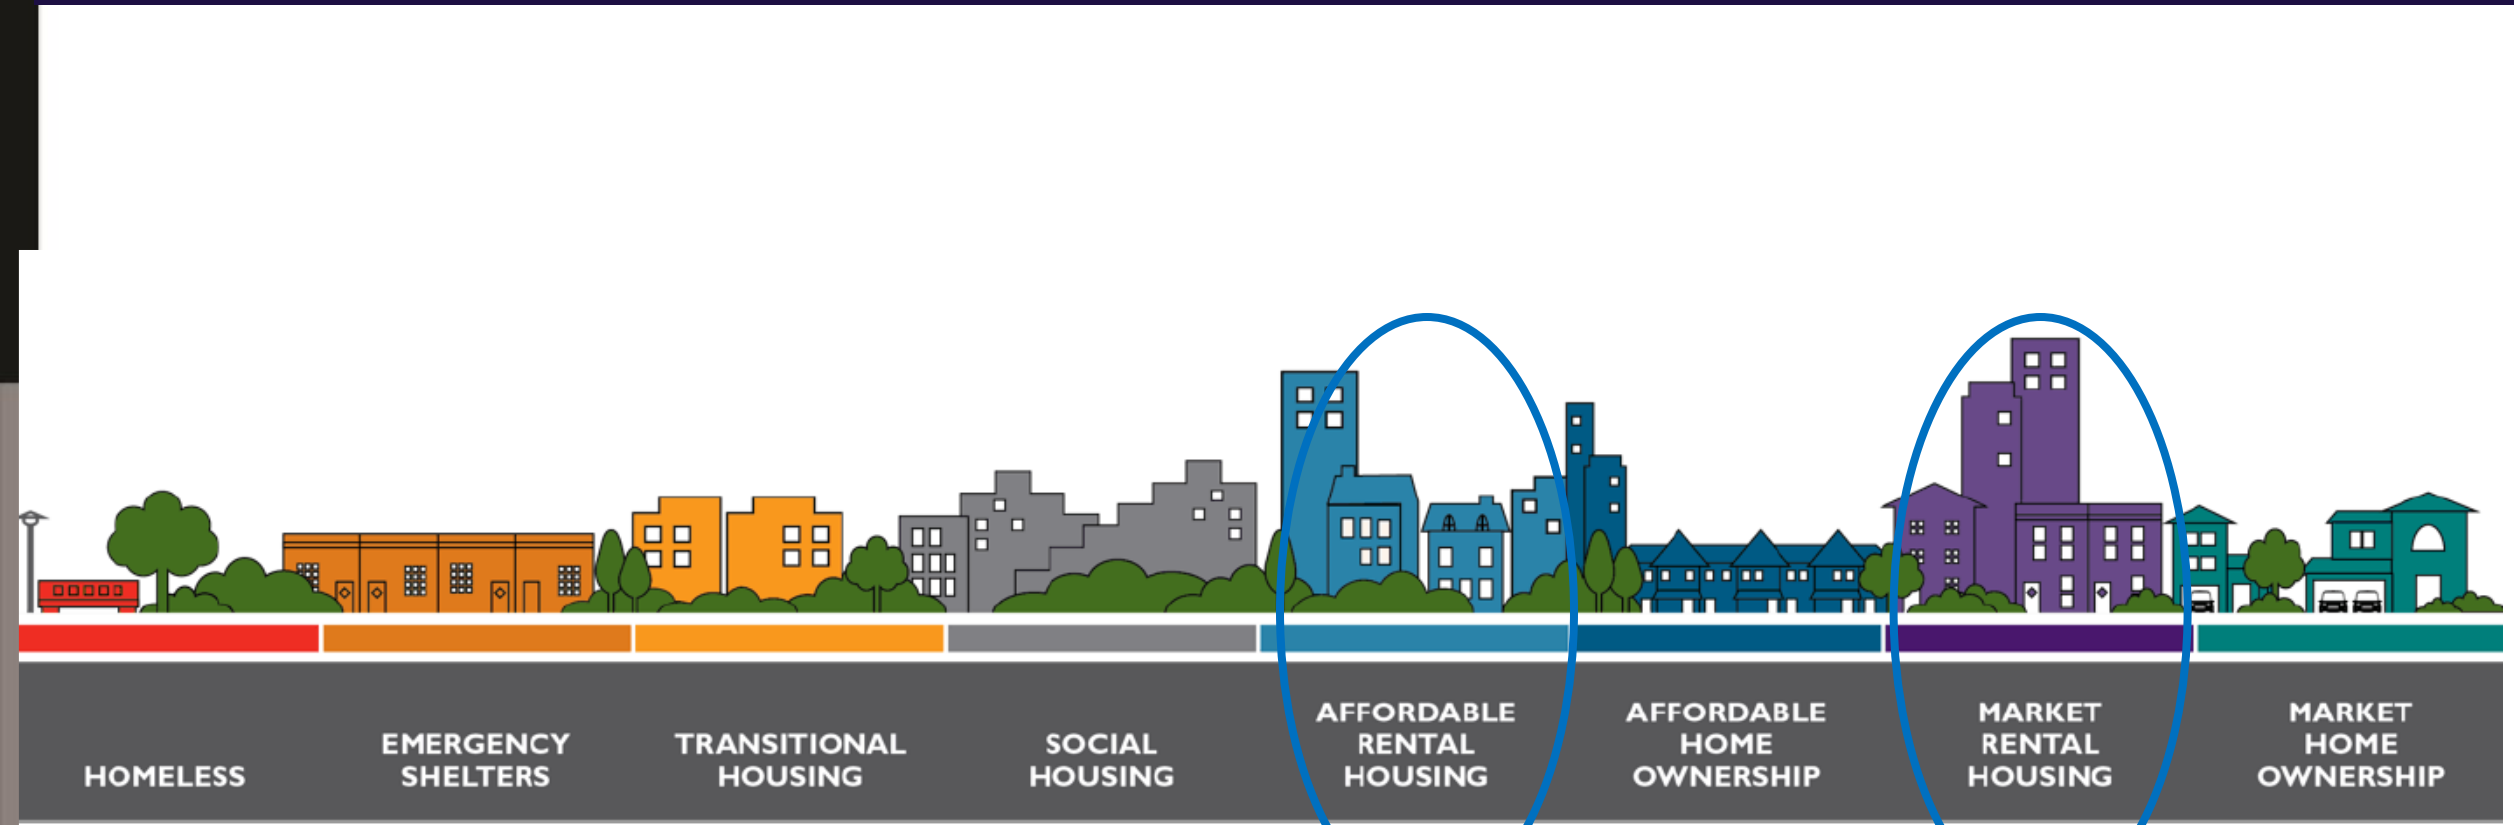 HOMELESS
EMERGENCY
SHELTERS
TRANSITIONAL
HOUSING
SOCIAL
HOUSING
AFFORDABLE
RENTAL
HOUSING
AFFORDABLE
HOME
OWNERSHIP
MARKET
RENTAL
HOUSING
MARKET
HOME
OWNERSHIP